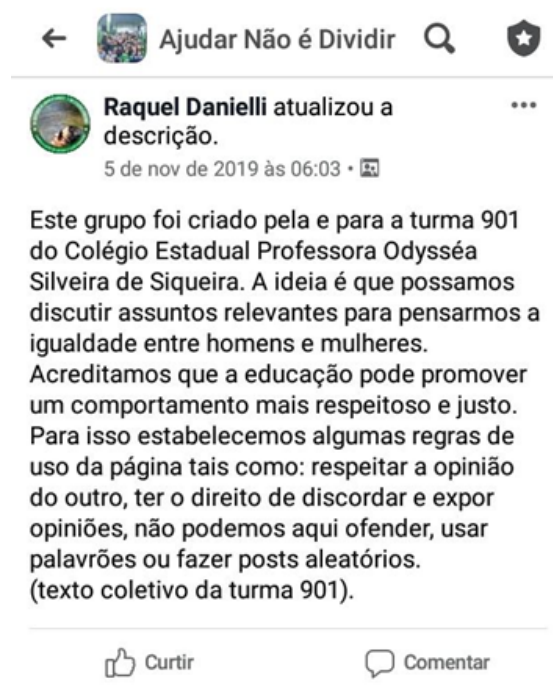 Ajudar Não é Dividir
Raquel Danielli atualizou a
descrição.
5 de nov de 2019 às 06:03 •
Este grupo foi criado pela e para a turma 901
do Colégio Estadual Professora Odysséa
Silveira de Siqueira. A ideia é que possamos
discutir assuntos relevantes para pensarmos a
igualdade entre homens e mulheres.
Acreditamos que a educação pode promover
um comportamento mais respeitoso e justo.
Para isso estabelecemos algumas regras de
uso da página tais como: respeitar a opinião
do outro, ter o direito de discordar e expor
opiniões, não podemos aqui ofender, usar
palavrões ou fazer posts aleatórios.
(texto coletivo da turma 901).
Curtir Comentar